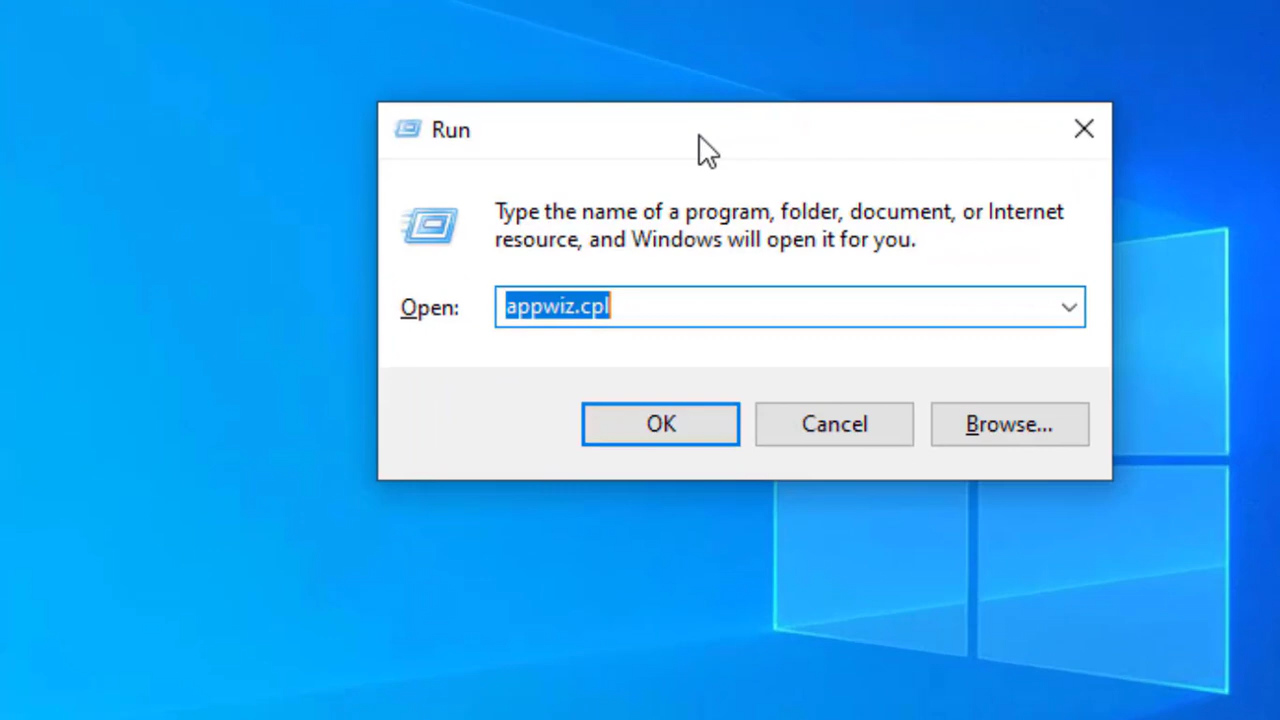 Run
Type the name of a program, folder, document, or Internet
resource, and Windows will open it for you.
Open: appwiz.cpl
OK Cancel Browse...